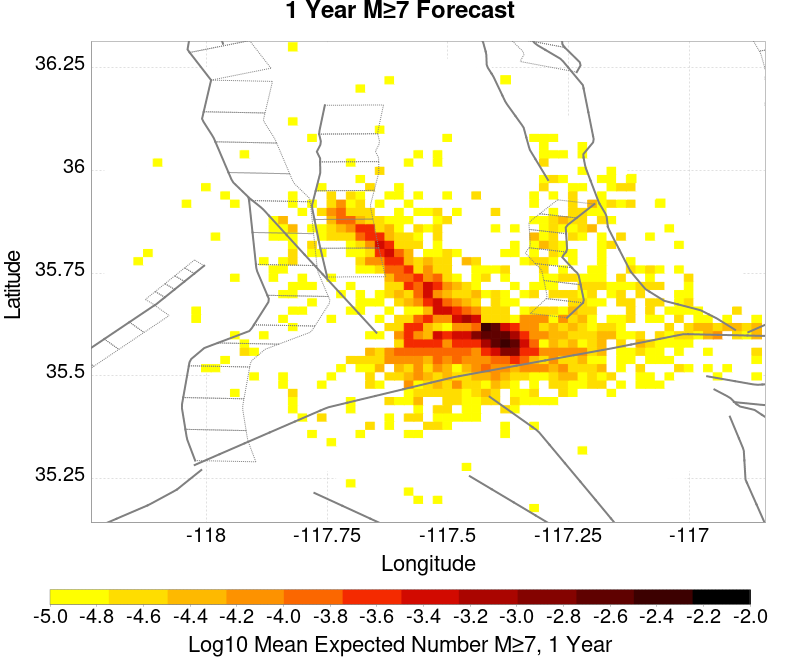 1 Year M≥7 Forecast
36.25
36
35.75
35.5
35.25
Latitude
-118 -117.75 -117.5 -117.25 -117
Longitude
-5.0 -4.8 -4.6 -4.4 -4.2 -4.0 -3.8 -3.6 -3.4 -3.2 -3.0 -2.8 -2.6 -2.4 -2.2 -2.0
Log10 Mean Expected Number M≥7, 1 Year